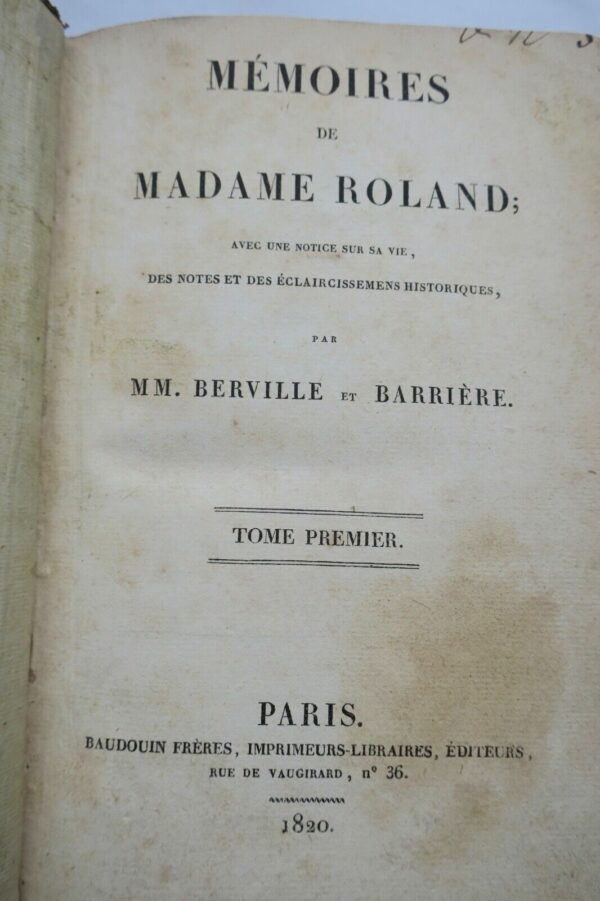 MÉMOIRES
DE
MADAME ROLAND;
AVEC UNE NOTICE SUR SA VIE,
DES NOTES ET DES ÉCLAIRCISSEMENS HISTORIQUES,
PAR
MM. BERVILLE ET BARRIÈRE.
TOME PREMIER.
PARIS.
BAUDOUIN FRÈRES, IMPRIMEURS-LIBRAIRES, ÉDITEURS,
RUE DE VAUGIRARD, n° 36.
1820.